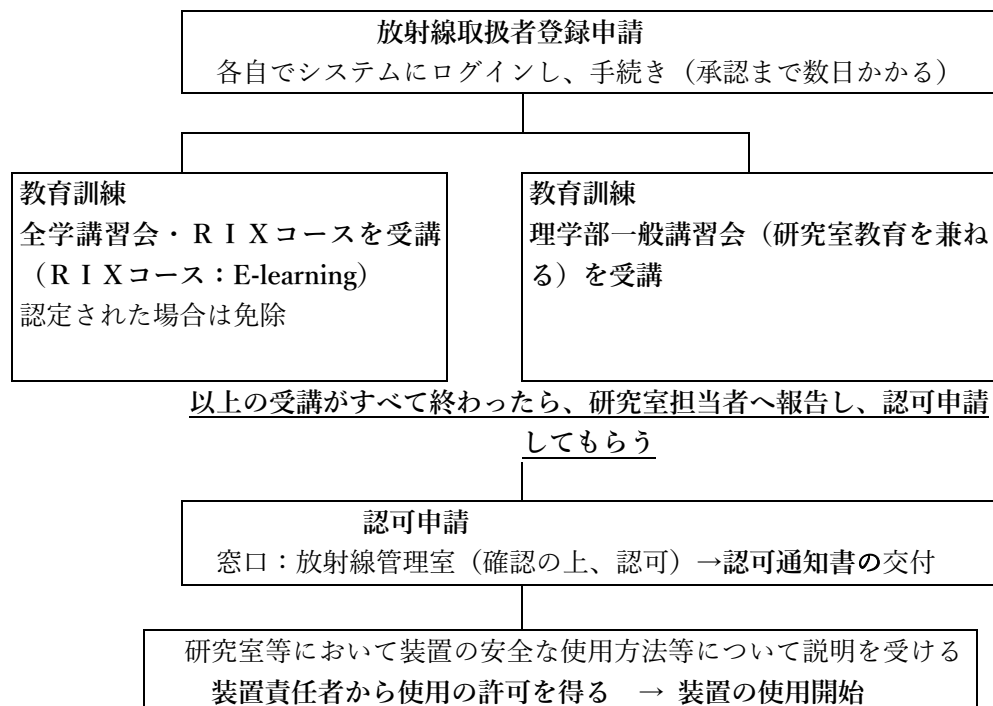 放射線取扱者登録申請
各自でシステムにログインし、手続き（承認まで数日かかる）
教育訓練
全学講習会・ＲＩＸコースを受講
（ＲＩＸコース：E-learning）
認定された場合は免除
教育訓練
理学部一般講習会（研究室教育を兼ね
る）を受講
以上の受講がすべて終わったら、研究室担当者へ報告し、認可申請
してもらう
認可申請
窓口：放射線管理室（確認の上、認可）→認可通知書の交付
研究室等において装置の安全な使用方法等について説明を受ける
装置責任者から使用の許可を得る　→ 装置の使用開始